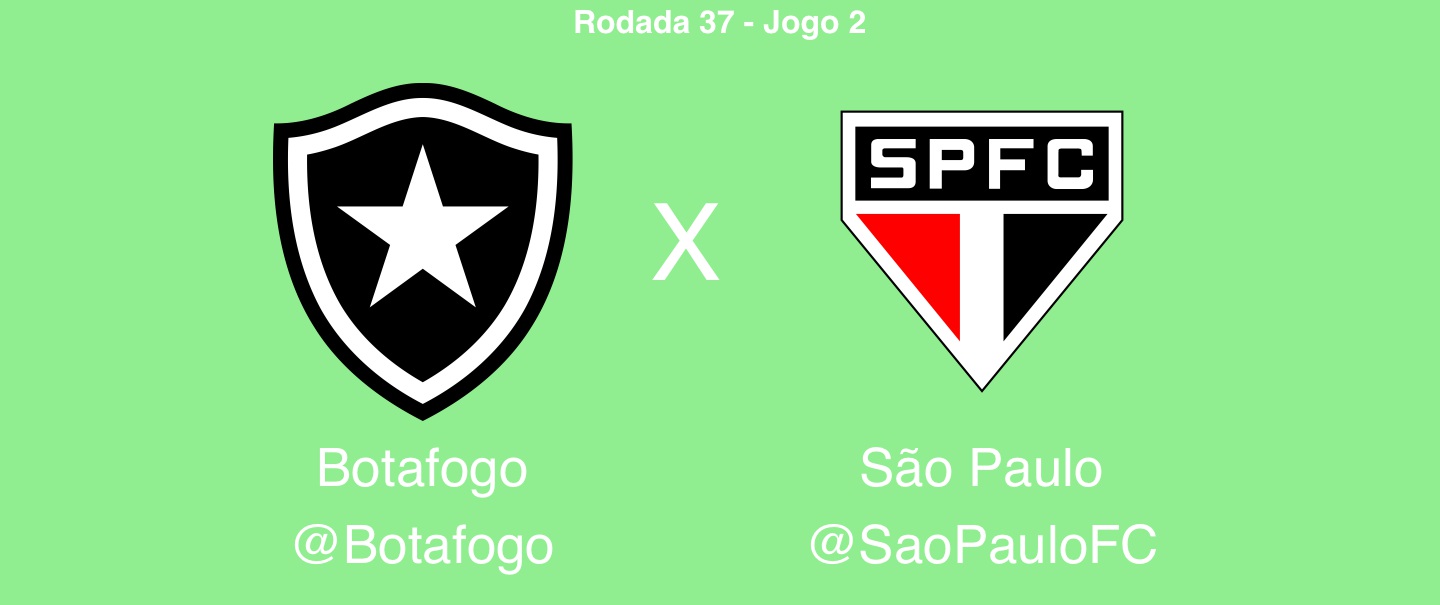 Rodada 37 - Jogo 2
SPFC
X
Botafogo
São Paulo
@Botafogo
@SaoPauloFC